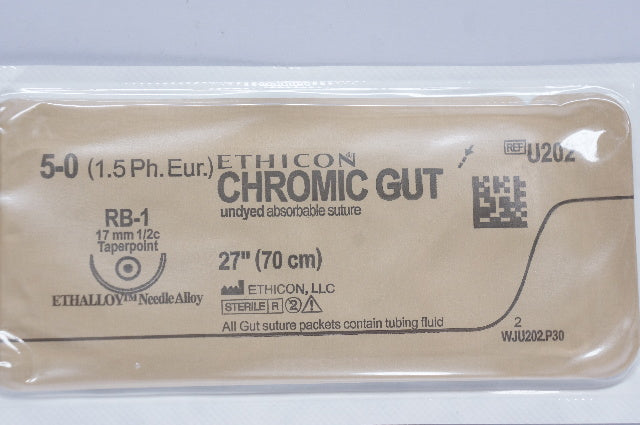 5-0 (1.5 Ph. Eur.)
ETHICON
CHROMIC GUT
undyed absorbable suture
REF U202
RB-1
17 mm 1/2c
Taperpoint
ETHALLOY™ Needle Alloy
27" (70 cm)
ETHICON, LLC
STERILE R 2
All Gut suture packets contain tubing fluid
2
WJU202.P30